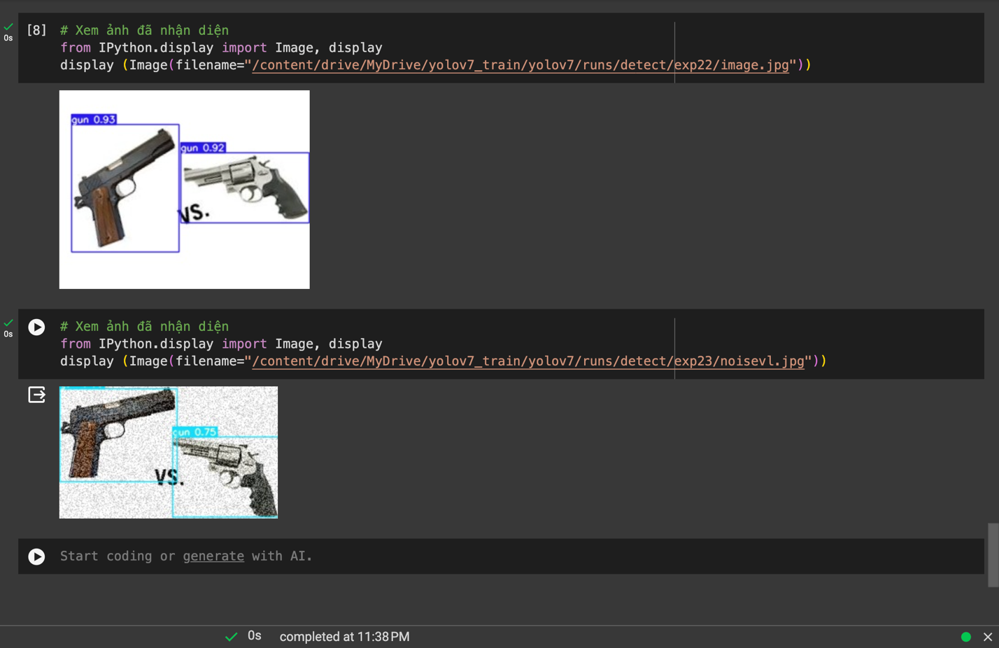 [8] # Xem ảnh đã nhận diện
0s
from IPython.display import Image, display
display (Image(filename="/content/drive/MyDrive/yolov7_train/yolov7/runs/detect/exp22/image.jpg"))
gun 0.93
gun 0.92
VS.
# Xem ảnh đã nhận diện
0s
from IPython.display import Image, display
display (Image(filename="/content/drive/MyDrive/yolov7_train/yolov7/runs/detect/exp23/noisevl.jpg"))
gun 0.75
VS.
Start coding or generate with AI.
0s completed at 11:38 PM